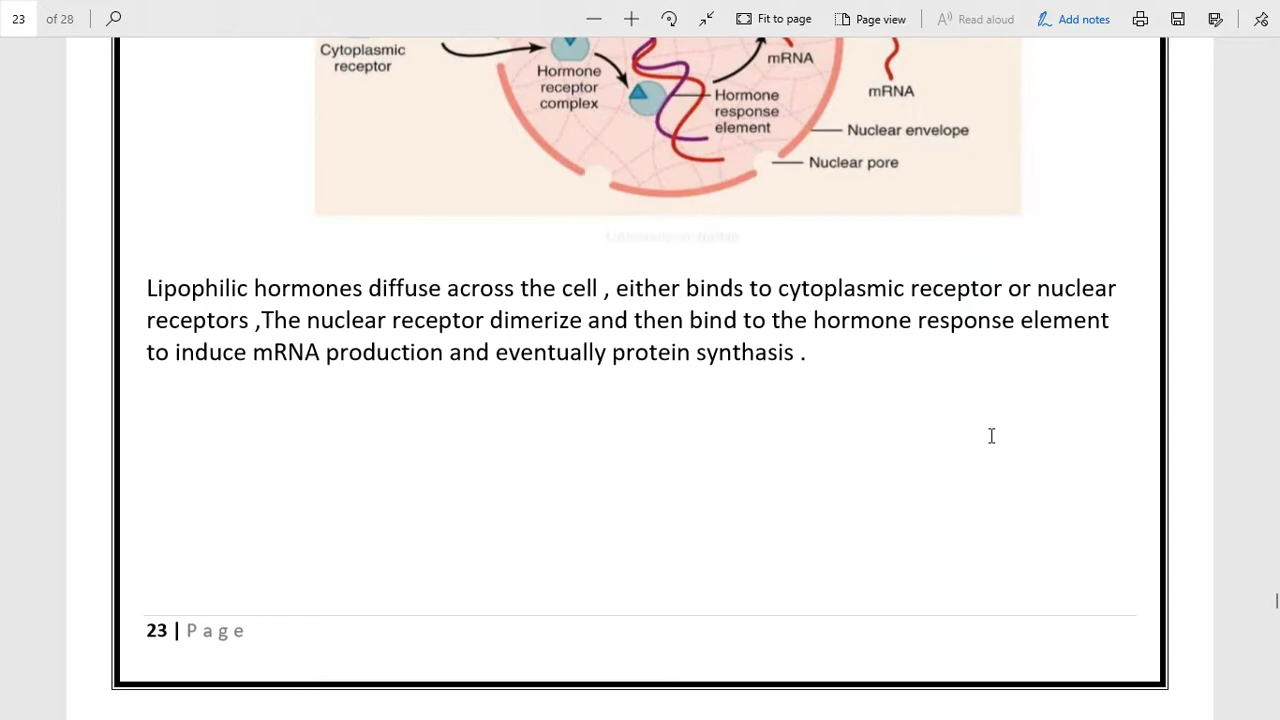 23 of 28 Fit to page Page view Read aloud Add notes
Cytoplasmic
receptor
Hormone
receptor
complex
mRNA
mRNA
Hormone
response
element
Nuclear envelope
Nuclear pore
Lipophilic hormones diffuse across the cell , either binds to cytoplasmic receptor or nuclear
receptors ,The nuclear receptor dimerize and then bind to the hormone response element
to induce mRNA production and eventually protein synthasis .
23 | Page